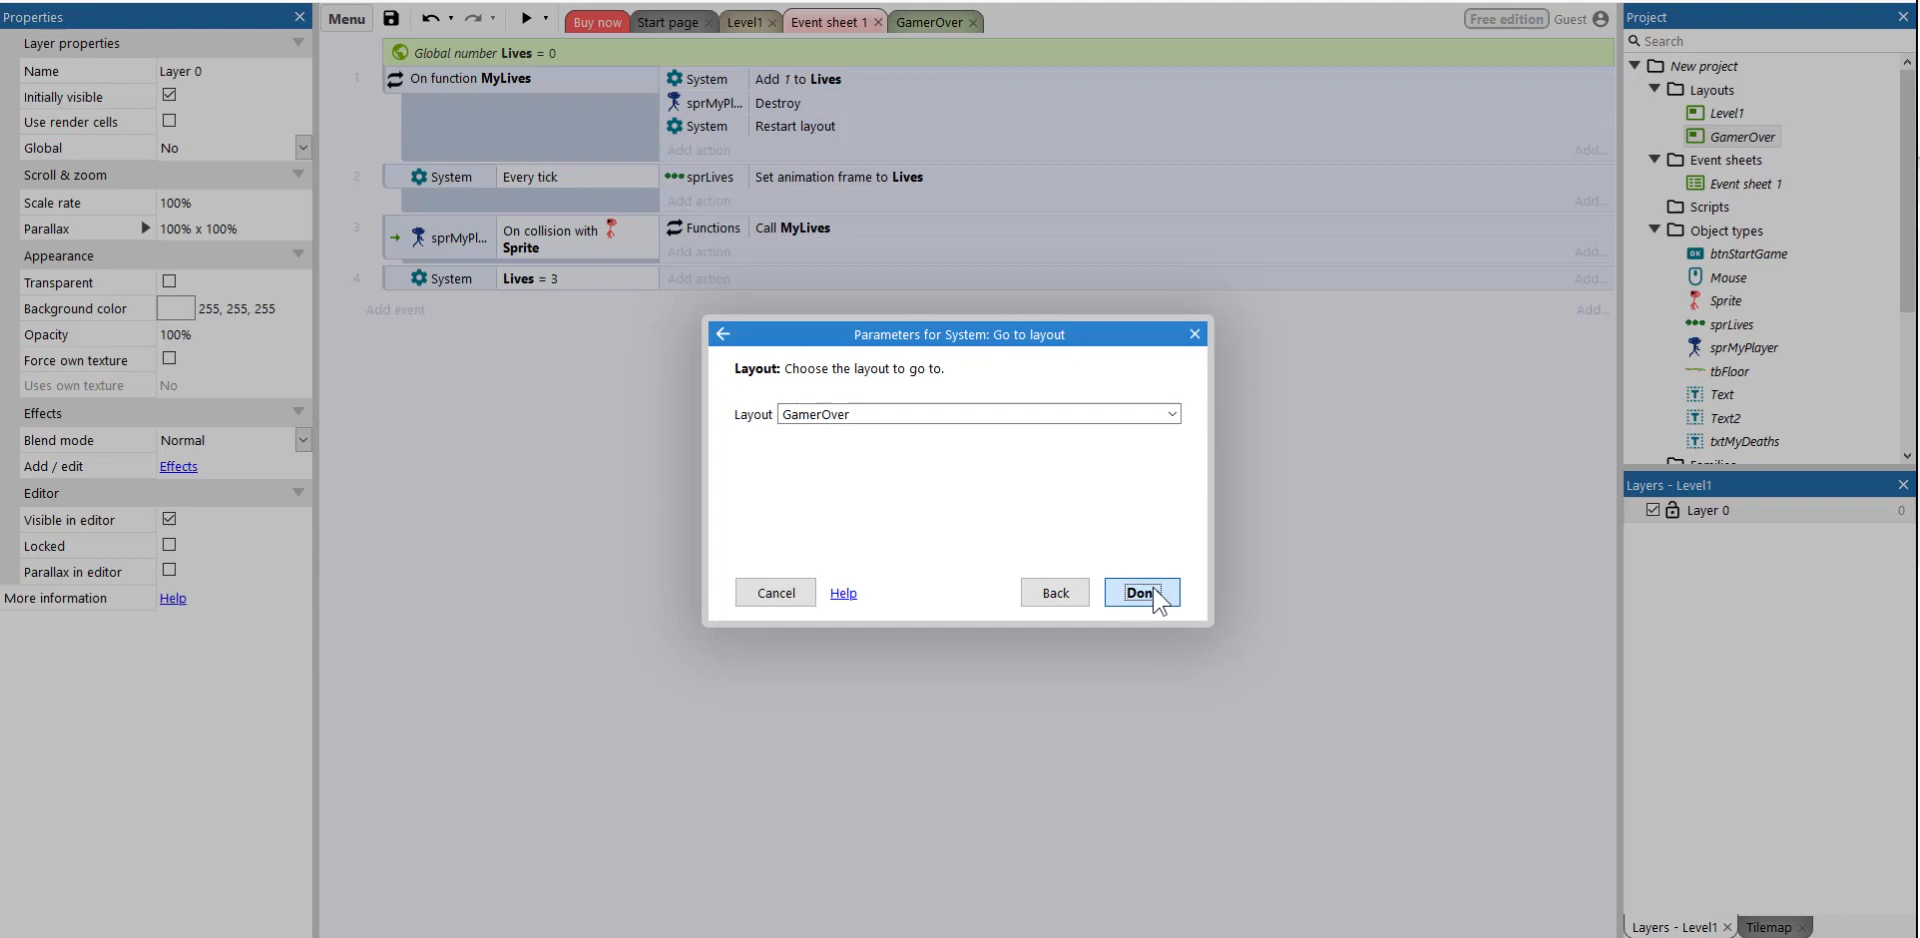 Properties
Layer properties
Name Layer 0
Initially visible
Use render cells
Global No
Scroll & zoom
Scale rate 100%
Parallax 100% x 100%
Appearance
Transparent
Background color 255, 255, 255
Opacity 100%
Force own texture
Uses own texture No
Effects
Blend mode Normal
Add / edit Effects
Editor
Visible in editor
Locked
Parallax in editor
More information Help
Menu
Buy now Start page Level1 Event sheet 1 GamerOver
Free edition Guest
Global number Lives = 0
1 On function MyLives System Add 1 to Lives
sprMyPl... Destroy
System Restart layout
Add action Add...
2 System Every tick sprLives Set animation frame to Lives
Add action Add...
3 sprMyPl... On collision with Sprite Functions Call MyLives
Add action Add...
4 System Lives = 3 Add action Add...
Add event Add...
Parameters for System: Go to layout
Layout: Choose the layout to go to.
Layout GamerOver
Cancel Help Back
Project
Search
New project
Layouts
Level1
GamerOver
Event sheets
Event sheet 1
Scripts
Object types
btnStartGame
Mouse
Sprite
sprLives
sprMyPlayer
tbFloor
Text
Text2
txtMyDeaths
Layers - Level1
Layer 0 0
Layers - Level1 Tilemap